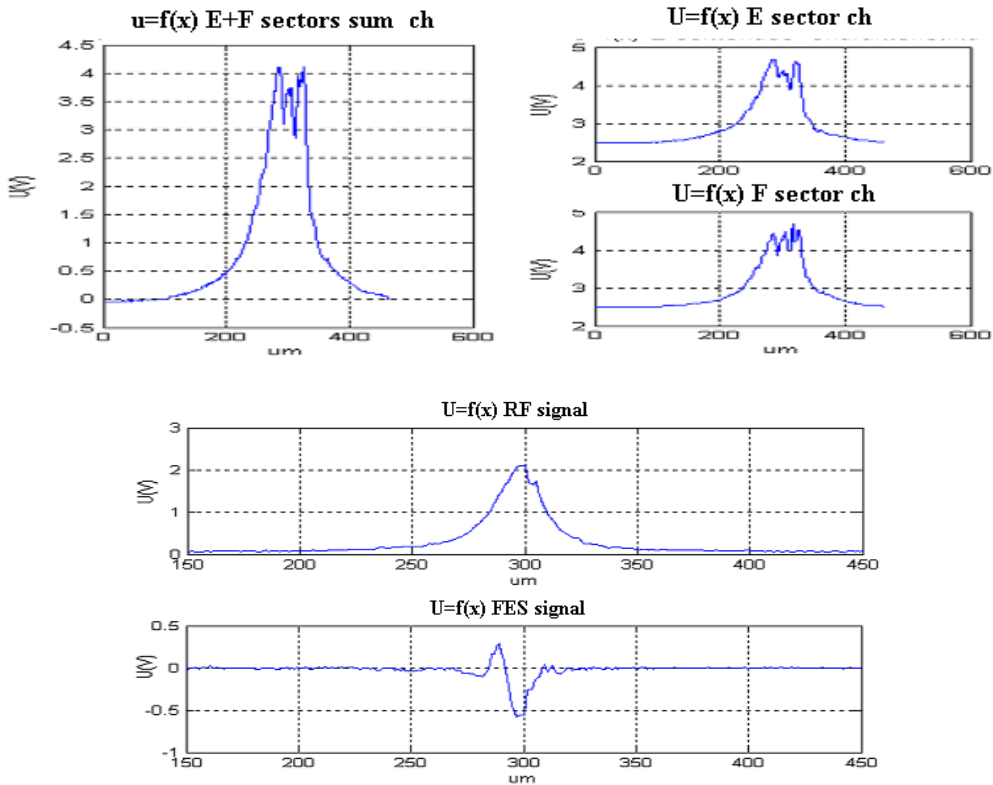 u=f(x) E+F sectors sum ch
4.5
4
3.5
3
2.5
2
1.5
1
0.5
0
-0.5
U(V)
0 200 400 600
um
U=f(x) E sector ch
5
4
3
2
U(V)
0 200 400 600
U=f(x) F sector ch
5
4
3
2
U(V)
0 200 400 600
um
U=f(x) RF signal
3
2
1
0
U(V)
150 200 250 300 350 400 450
um
U=f(x) FES signal
0.5
0
-0.5
-1
U(V)
150 200 250 300 350 400 450
um